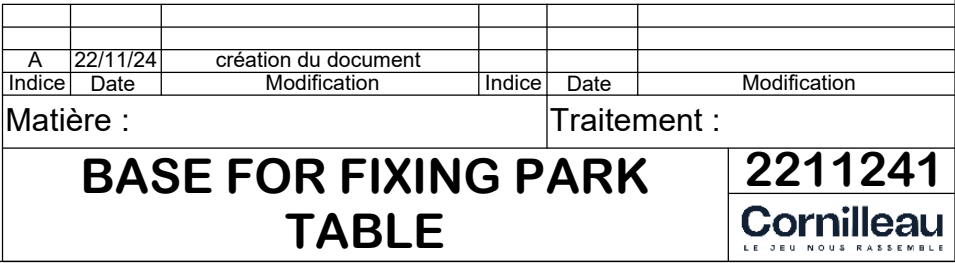 A 22/11/24 création du document
Indice Date Modification Indice Date Modification
Matière : Traitement :
BASE FOR FIXING PARK
TABLE
2211241
Cornilleau
LE JEU NOUS RASSEMBLE